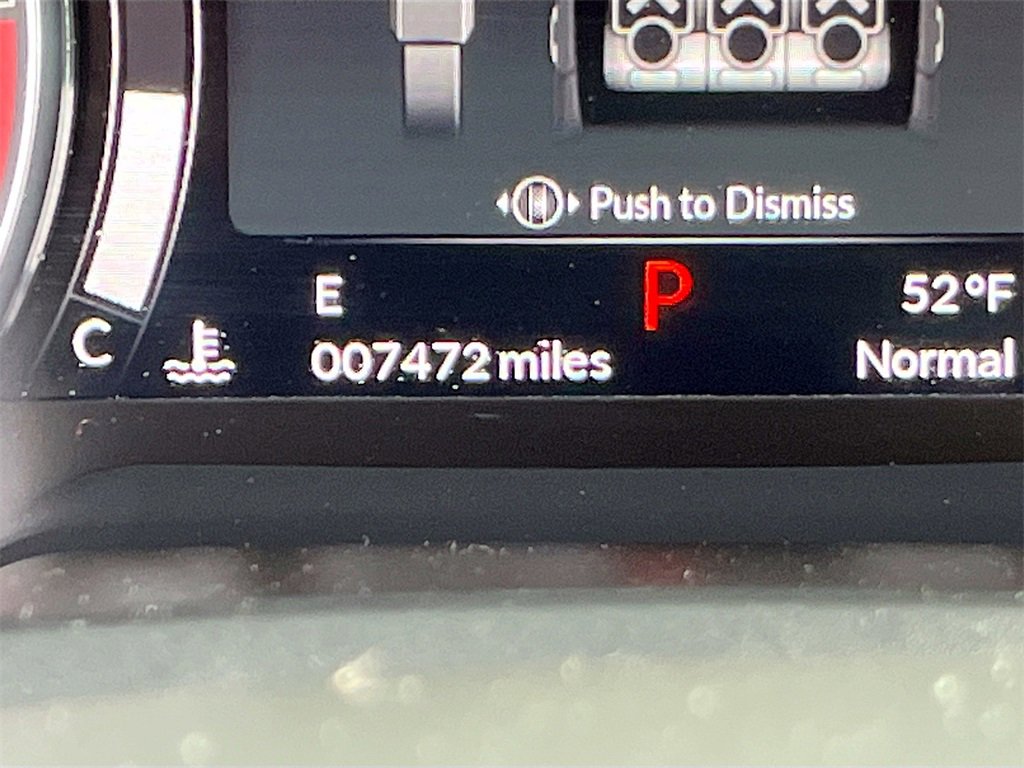 Push to Dismiss
E P 52°F
C
007472 miles Normal